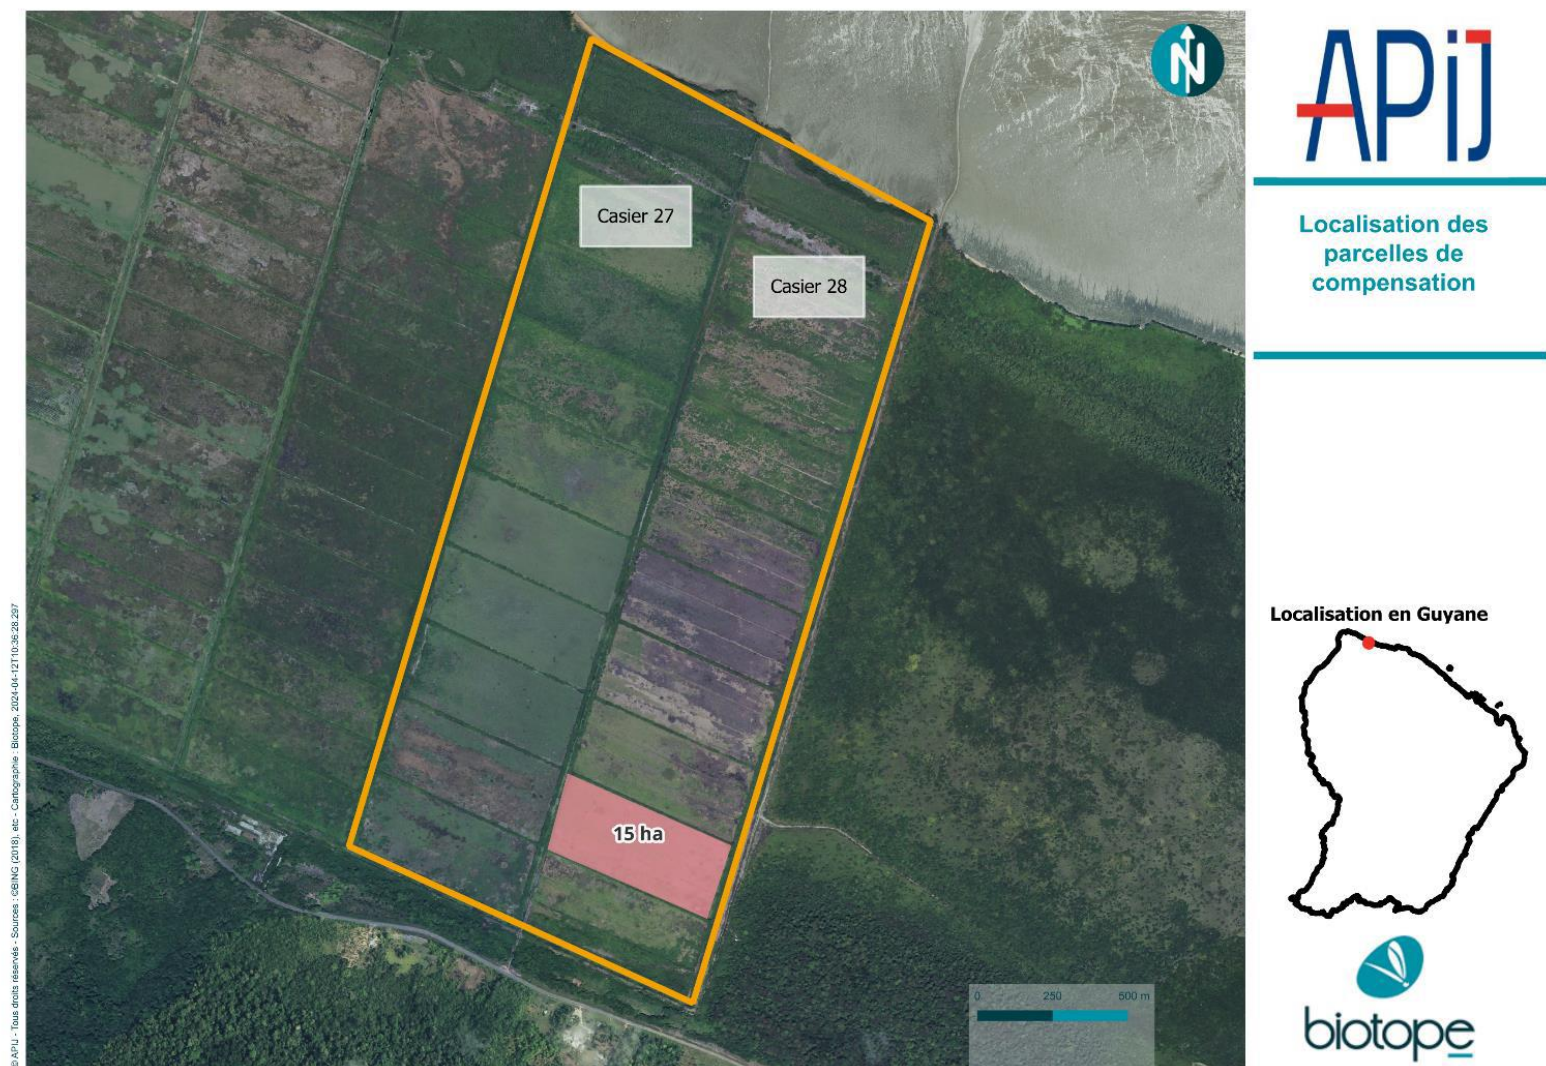 N
Casier 27
Casier 28
15 ha
0 250 500 m
APIJ
Localisation des
parcelles de
compensation
Localisation en Guyane
biotope
© APIJ - Tous droits réservés - Sources : ©BING (2018), etc - Cartographie : Biotope, 2024-04-12T10:36:28.297